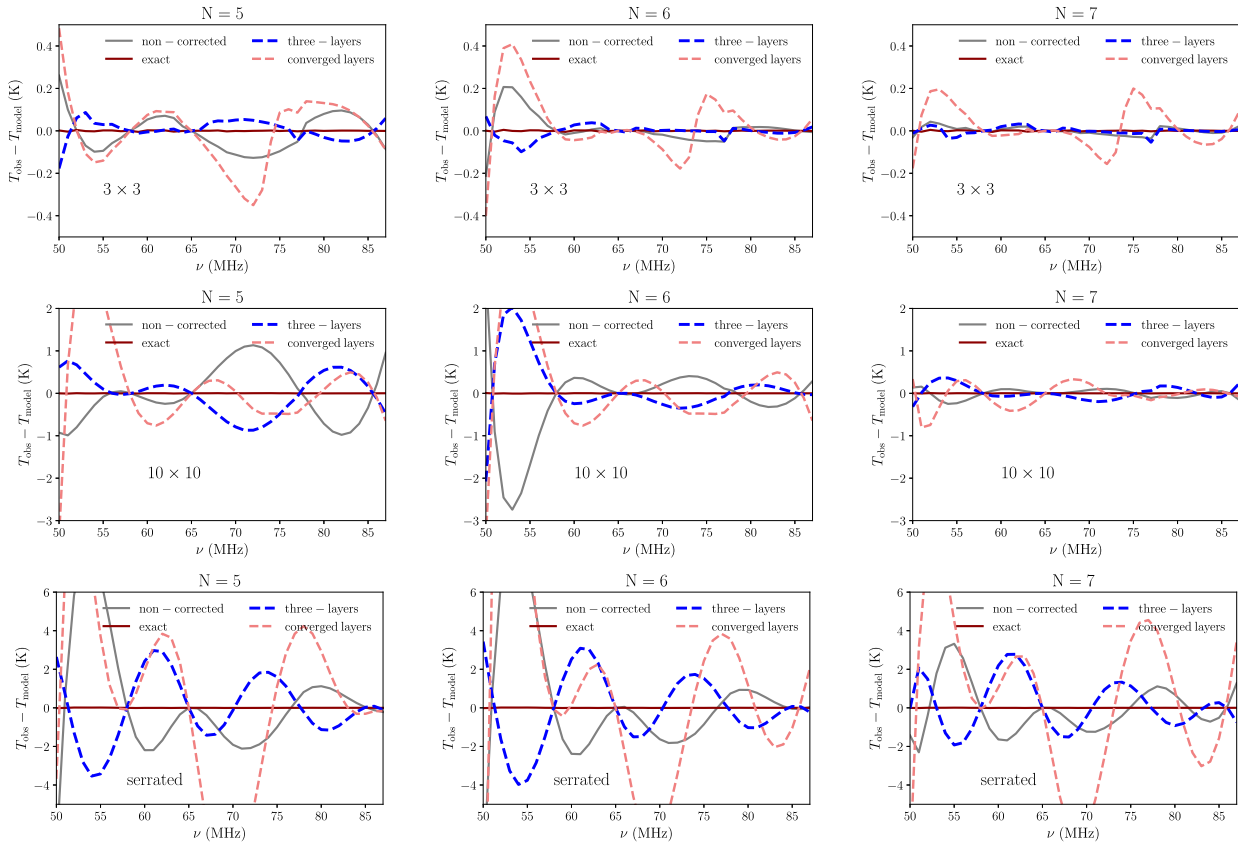 N = 5
N = 6
N = 7
non − corrected three − layers
exact converged layers
non − corrected three − layers
exact converged layers
non − corrected three − layers
exact converged layers
T_obs − T_model (K)
0.4
0.2
0.0
−0.2
−0.4
3 × 3
50 55 60 65 70 75 80 85
ν (MHz)
T_obs − T_model (K)
0.4
0.2
0.0
−0.2
−0.4
3 × 3
50 55 60 65 70 75 80 85
ν (MHz)
T_obs − T_model (K)
0.4
0.2
0.0
−0.2
−0.4
3 × 3
50 55 60 65 70 75 80 85
ν (MHz)
N = 5
N = 6
N = 7
non − corrected three − layers
exact converged layers
non − corrected three − layers
exact converged layers
non − corrected three − layers
exact converged layers
T_obs − T_model (K)
2
1
0
−1
−2
−3
10 × 10
50 55 60 65 70 75 80 85
ν (MHz)
T_obs − T_model (K)
2
1
0
−1
−2
−3
10 × 10
50 55 60 65 70 75 80 85
ν (MHz)
T_obs − T_model (K)
2
1
0
−1
−2
−3
10 × 10
50 55 60 65 70 75 80 85
ν (MHz)
N = 5
N = 6
N = 7
non − corrected three − layers
exact converged layers
non − corrected three − layers
exact converged layers
non − corrected three − layers
exact converged layers
T_obs − T_model (K)
6
4
2
0
−2
−4
serrated
50 55 60 65 70 75 80 85
ν (MHz)
T_obs − T_model (K)
6
4
2
0
−2
−4
serrated
50 55 60 65 70 75 80 85
ν (MHz)
T_obs − T_model (K)
6
4
2
0
−2
−4
serrated
50 55 60 65 70 75 80 85
ν (MHz)